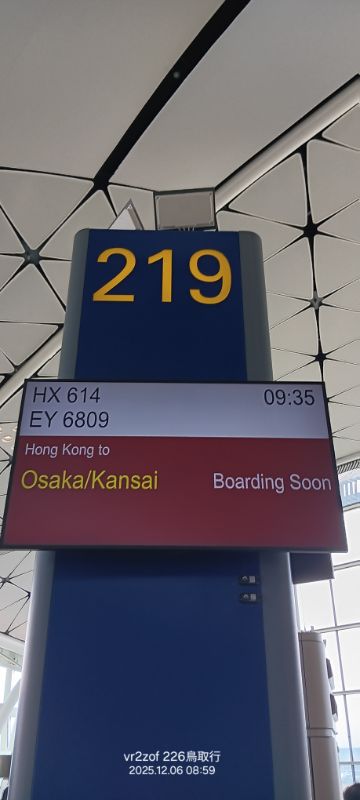 219
HX 614 09:35
EY 6809
Hong Kong to
Osaka/Kansai Boarding Soon
vr2zof 226鳥取行
2025.12.06 08:59